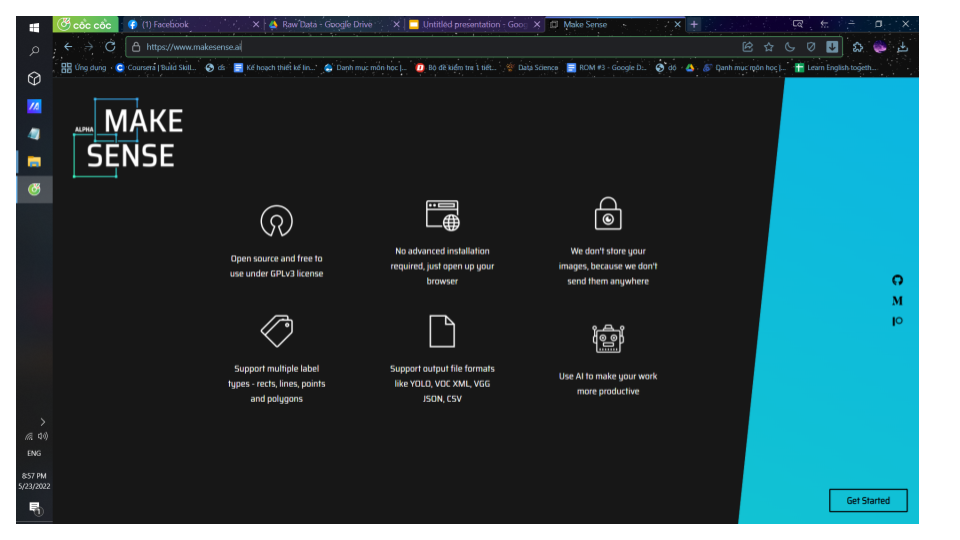 cốc cốc
(1) Facebook
Raw Data - Google Drive
Untitled presentation - Goog
Make Sense
https://www.makesense.ai
Ứng dụng
Coursera | Build Skill...
ds
Kế hoạch thiết kế lin...
Danh mục môn học |...
Bộ đề kiểm tra 1 tiết...
Data Science
ROM #3 - Google D...
dó
Danh mục môn học |...
Learn English togeth...
ALPHA
MAKE
SENSE
Open source and free to
use under GPLv3 license
No advanced installation
required, just open up your
browser
We don't store your
images, because we don't
send them anywhere
Support multiple label
types - rects, lines, points
and polygons
Support output file formats
like YOLO, VOC XML, VGG
JSON, CSV
Use AI to make your work
more productive
Get Started
ENG
8:57 PM
5/23/2022